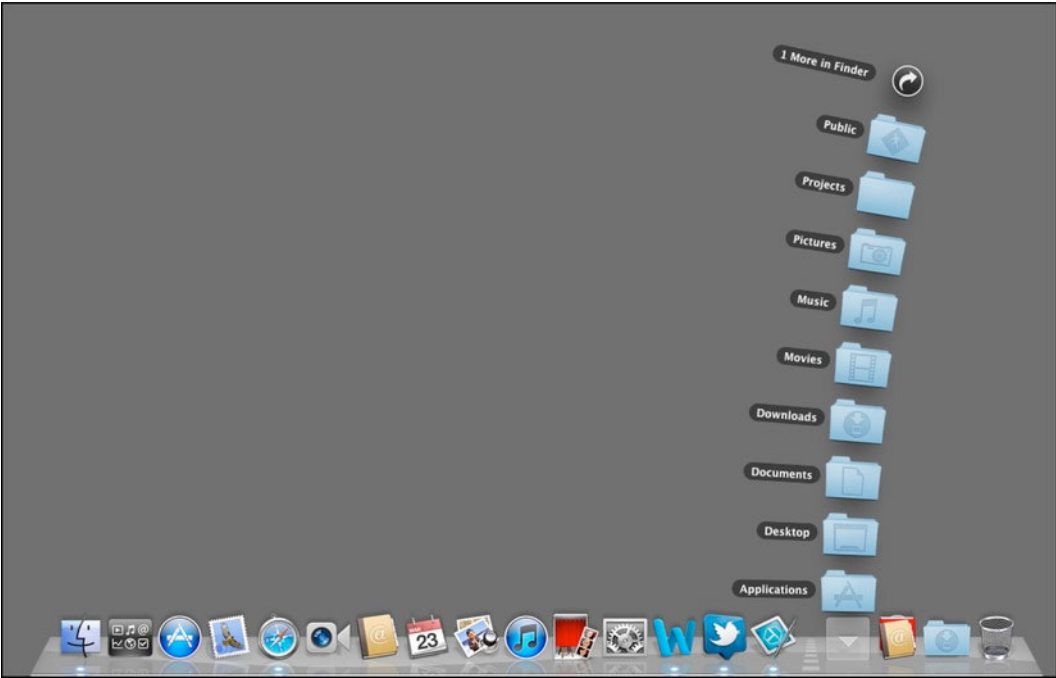 1 More in Finder
Public
Projects
Pictures
Music
Movies
Downloads
Documents
Desktop
Applications
23
W